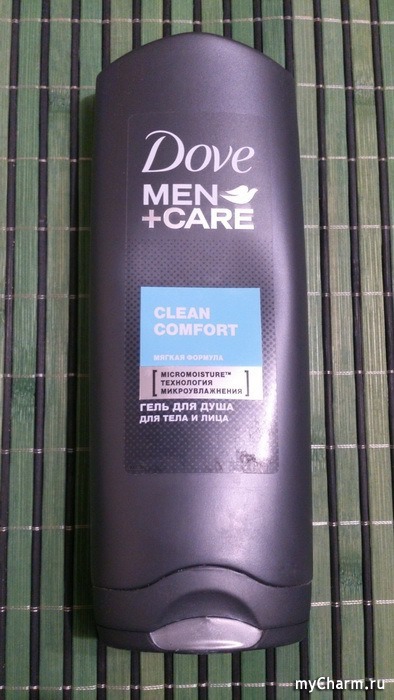 Dove
MEN
+CARE
CLEAN
COMFORT
МЯГКАЯ ФОРМУЛА
MICROMOISTURE™
ТЕХНОЛОГИЯ
МИКРОУВЛАЖНЕНИЯ
ГЕЛЬ ДЛЯ ДУША
ДЛЯ ТЕЛА И ЛИЦА
myCharm.ru